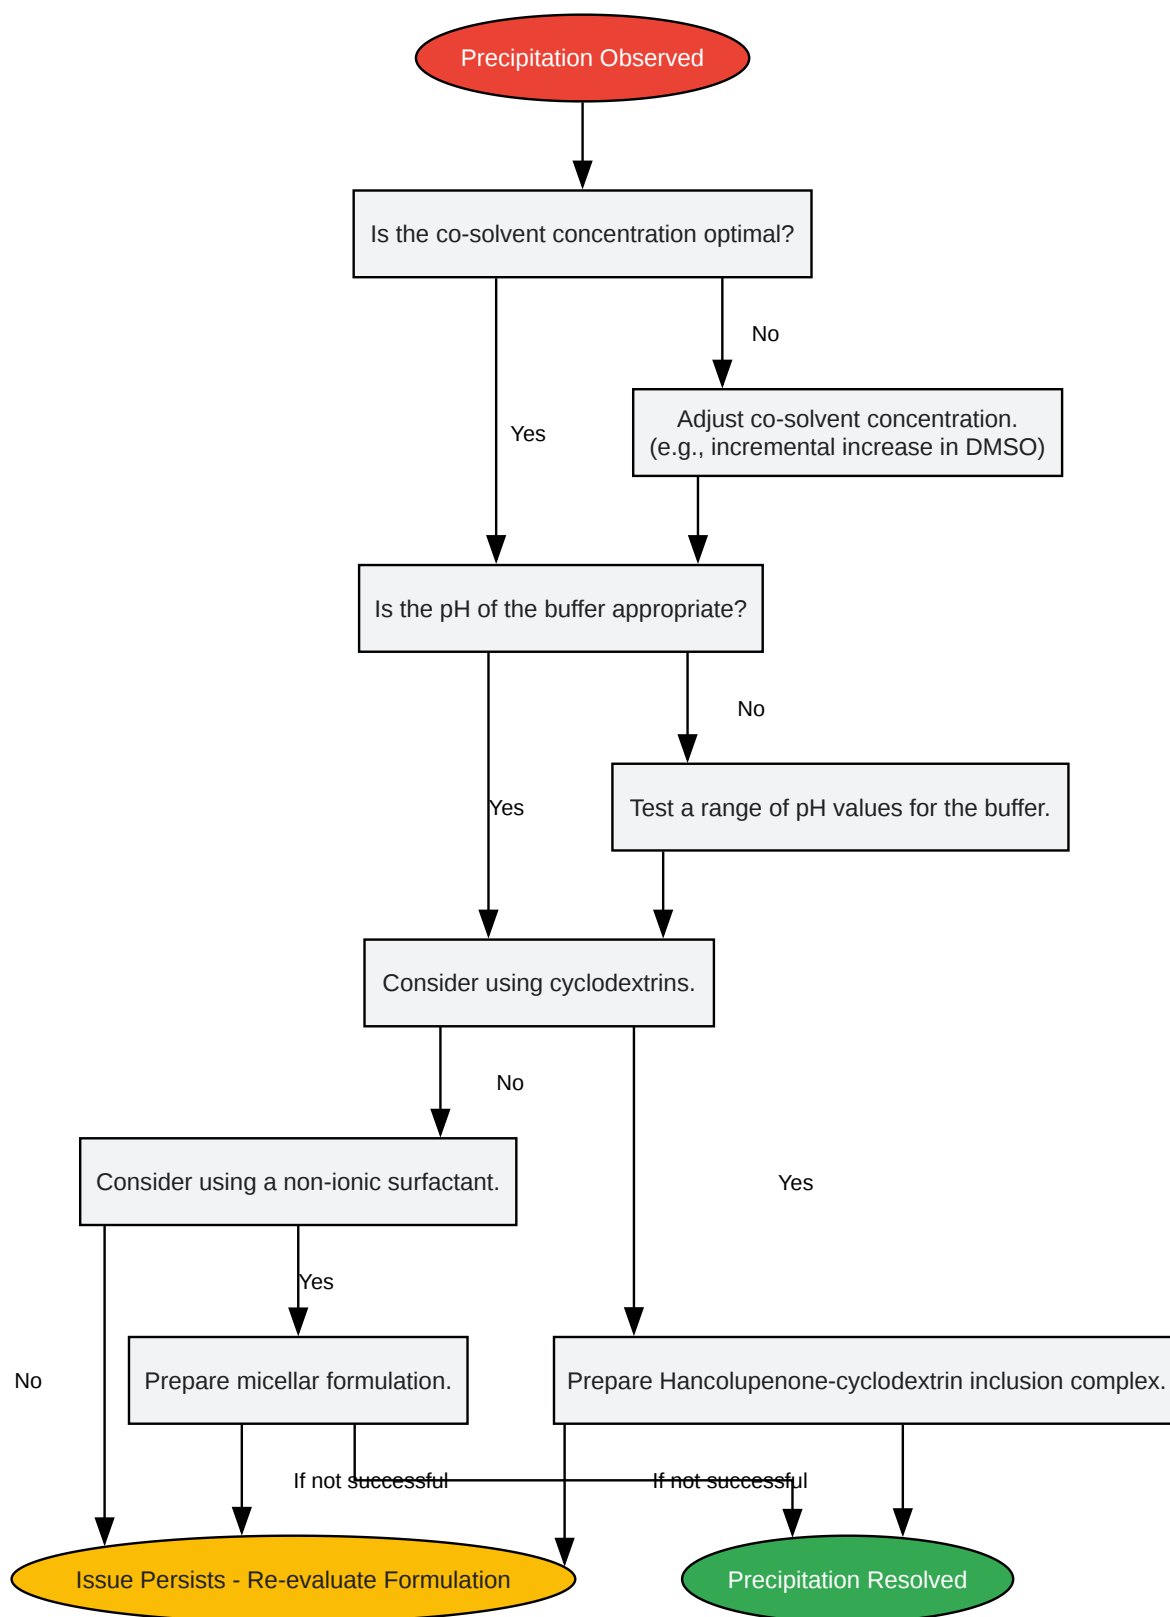 Precipitation Observed
Is the co-solvent concentration optimal?
No
Adjust co-solvent concentration.
(e.g., incremental increase in DMSO)
Yes
Is the pH of the buffer appropriate?
No
Yes
Test a range of pH values for the buffer.
Consider using cyclodextrins.
No
Consider using a non-ionic surfactant.
Yes
Yes
No
Prepare micellar formulation.
Prepare Hancolupenone-cyclodextrin inclusion complex.
If not successful
If not successful
Issue Persists - Re-evaluate Formulation
Precipitation Resolved